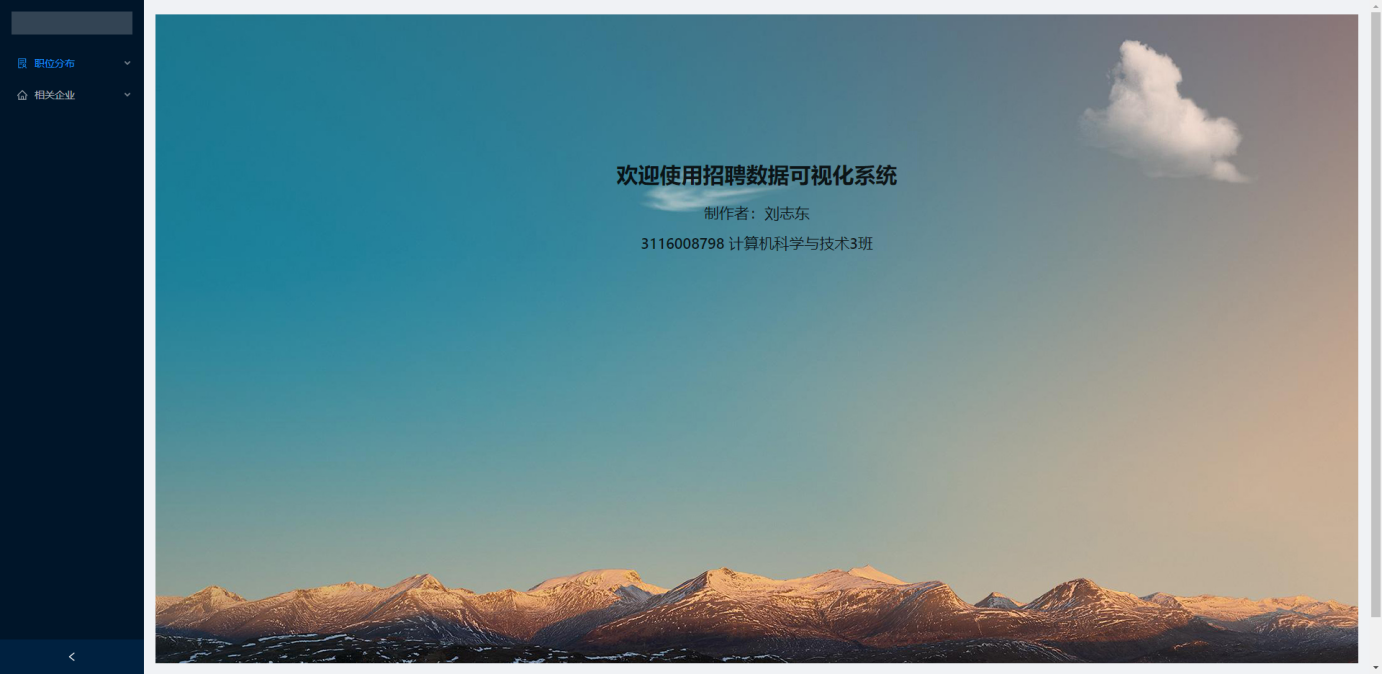 职位分布
相关企业
欢迎使用招聘数据可视化系统
制作者：刘志东
3116008798 计算机科学与技术3班